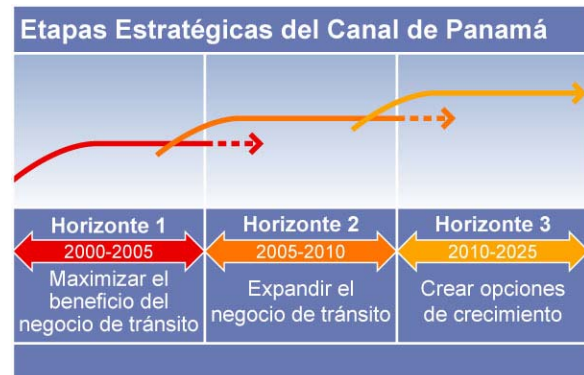 Etapas Estratégicas del Canal de Panamá
Horizonte 1
2000-2005
Maximizar el
beneficio del
negocio de tránsito
Horizonte 2
2005-2010
Expandir el
negocio de tránsito
Horizonte 3
2010-2025
Crear opciones
de crecimiento